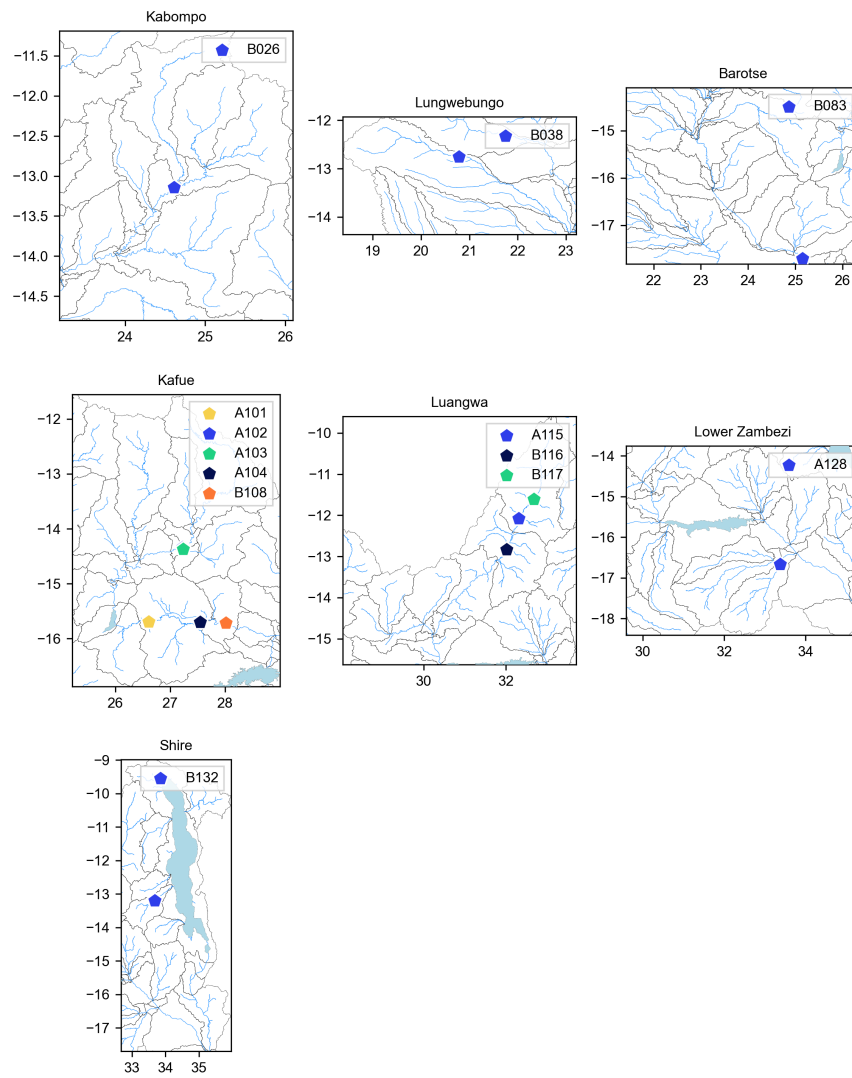 Kabompo
B026
−11.5
−12.0
−12.5
−13.0
−13.5
−14.0
−14.5
24 25 26
Lungwebungo
B038
−12
−13
−14
19 20 21 22 23
Barotse
B083
−15
−16
−17
22 23 24 25 26
Kafue
A101
A102
A103
A104
B108
−12
−13
−14
−15
−16
26 27 28
Luangwa
A115
B116
B117
−10
−11
−12
−13
−14
−15
30 32
Lower Zambezi
A128
−14
−15
−16
−17
−18
30 32 34
Shire
B132
−9
−10
−11
−12
−13
−14
−15
−16
−17
33 34 35